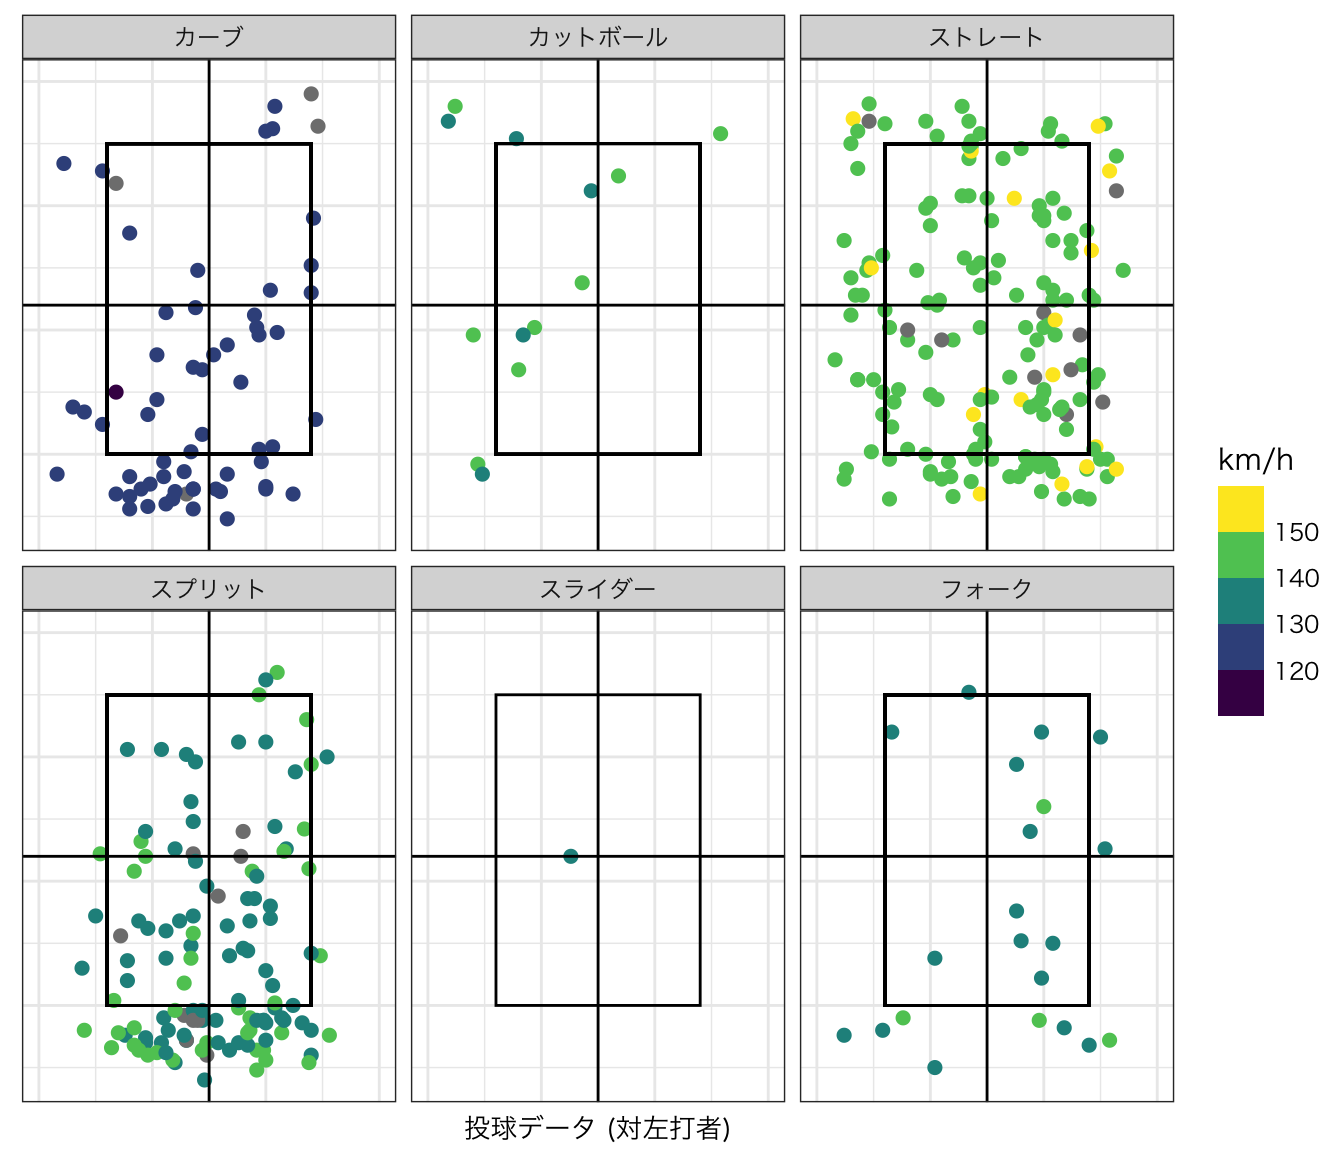 カーブ
カットボール
ストレート
スプリット
スライダー
フォーク
km/h
150
140
130
120
投球データ (対左打者)